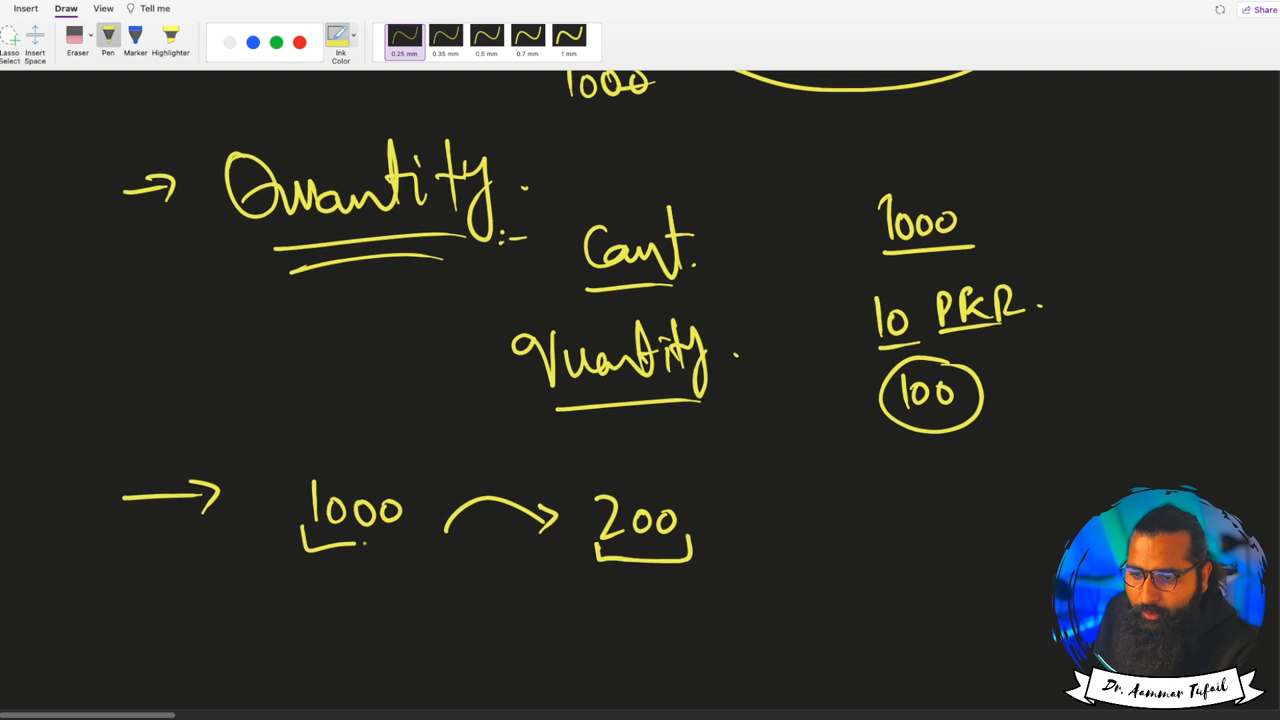 Insert Draw View Tell me
Share
Lasso Select
Insert Space
Eraser
Pen
Marker
Highlighter
Ink Color
0.25 mm
0.35 mm
0.5 mm
0.7 mm
1 mm
1000
→ Quantity. :-
1000
10 PKR.
100
Quantity.
→ 1000 → 200
Dr. Aammar Tufail